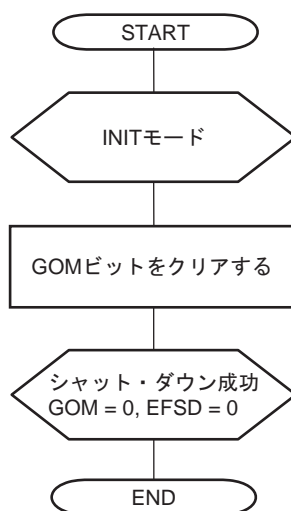 START
INITモード
GOMビットをクリアする
シャット・ダウン成功
GOM = 0, EFSD = 0
END